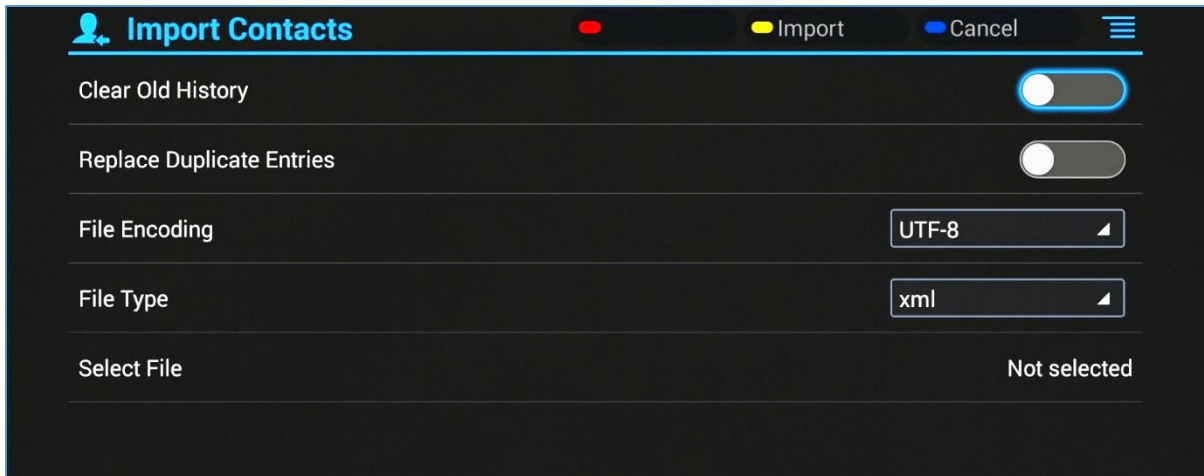 Import Contacts
Import
Cancel
Clear Old History
Replace Duplicate Entries
File Encoding
UTF-8
File Type
xml
Select File
Not selected